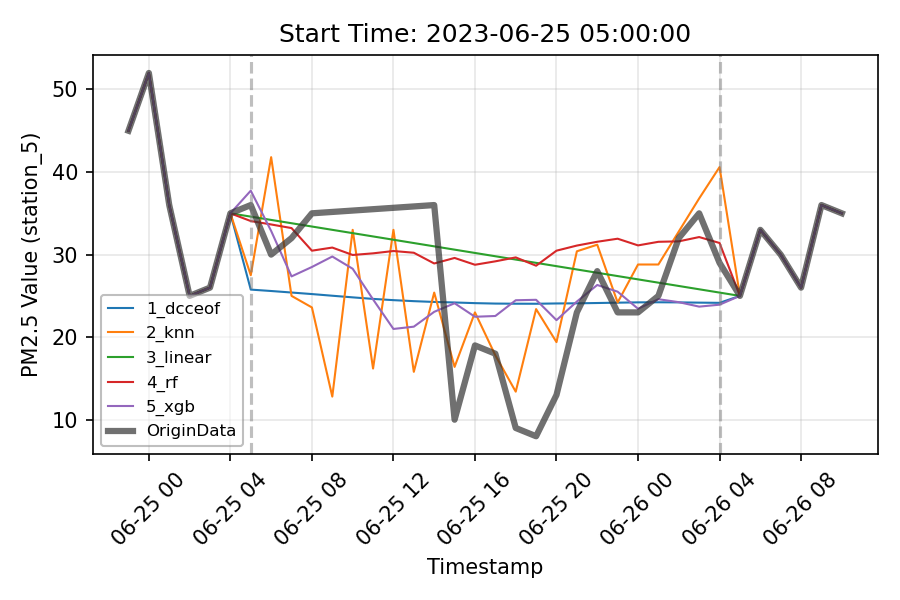 Start Time: 2023-06-25 05:00:00
PM2.5 Value (station_5)
50
40
30
20
10
1_dcceof
2_knn
3_linear
4_rf
5_xgb
OriginData
06-25 00
06-25 04
06-25 08
06-25 12
06-25 16
06-25 20
06-26 00
06-26 04
06-26 08
Timestamp